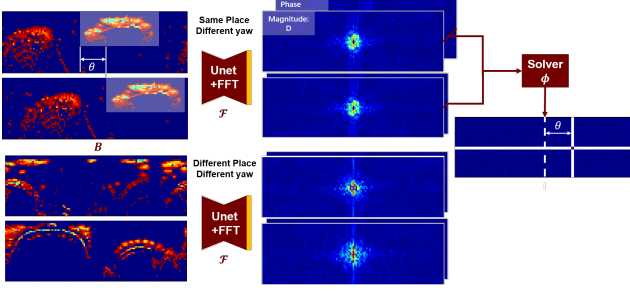 Phase
Same Place
Different yaw
Magnitude:
D
θ
Unet
+FFT
ℱ
Solver
ϕ
θ
B
Different Place
Different yaw
Unet
+FFT
ℱ